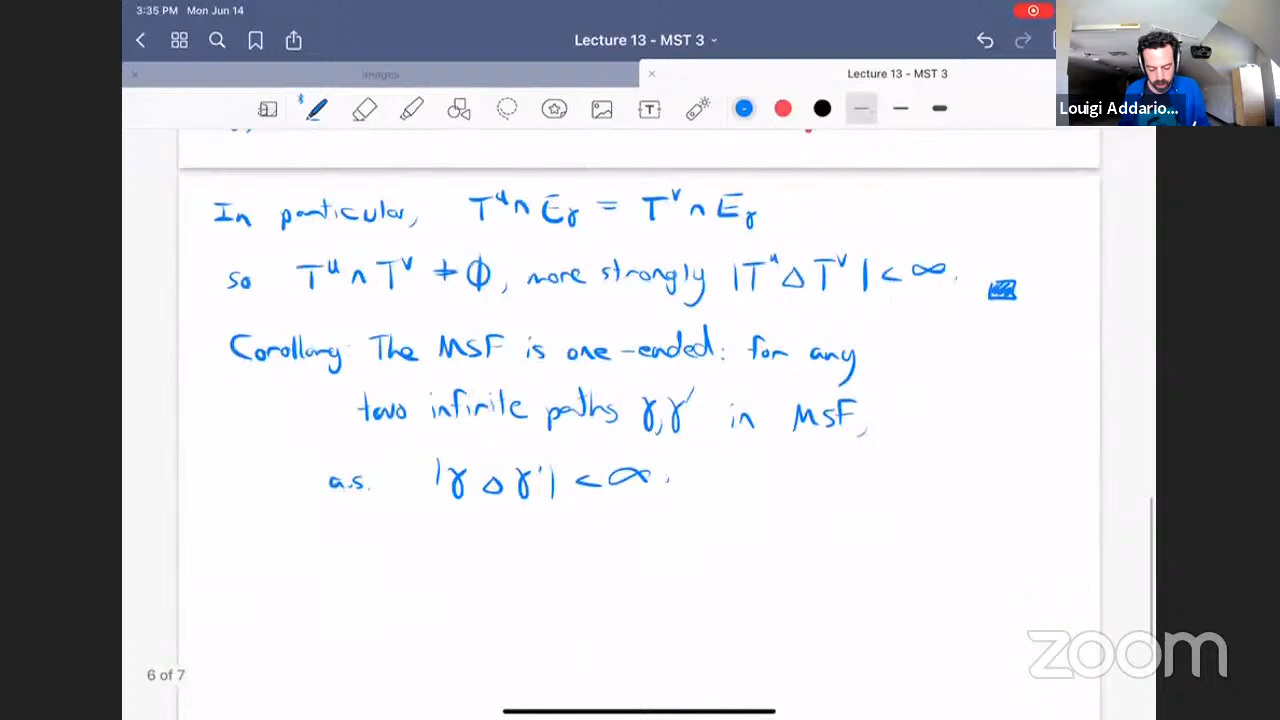 3:35 PM Mon Jun 14
Lecture 13 - MST 3
images
Lecture 13 - MST 3
Louigi Addario...
In particular, Tᵘ ∩ E_γ = Tᵛ ∩ E_γ
so Tᵘ ∩ Tᵛ ≠ ∅, more strongly |Tᵘ Δ Tᵛ| < ∞.
Corollary The MSF is one-ended: for any
two infinite paths γ, γ' in MSF,
a.s. |γ Δ γ'| < ∞.
6 of 7
zoom